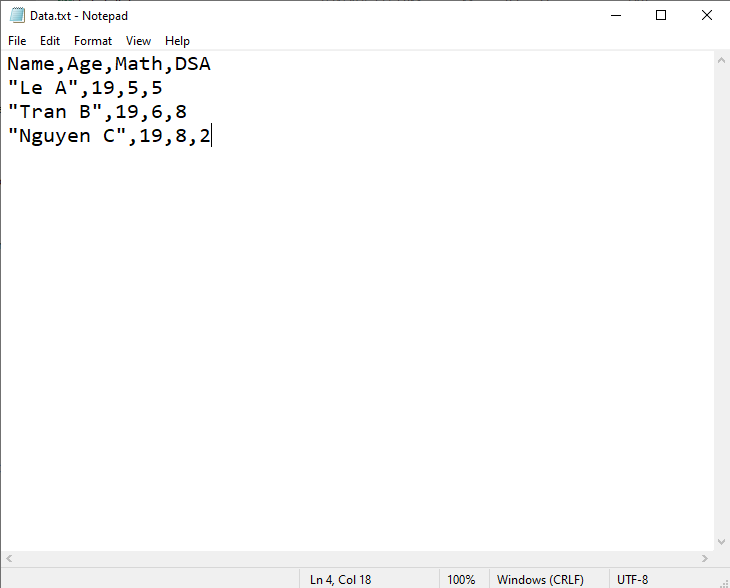 Data.txt - Notepad
File Edit Format View Help
Name,Age,Math,DSA
"Le A",19,5,5
"Tran B",19,6,8
"Nguyen C",19,8,2
Ln 4, Col 18 100% Windows (CRLF) UTF-8